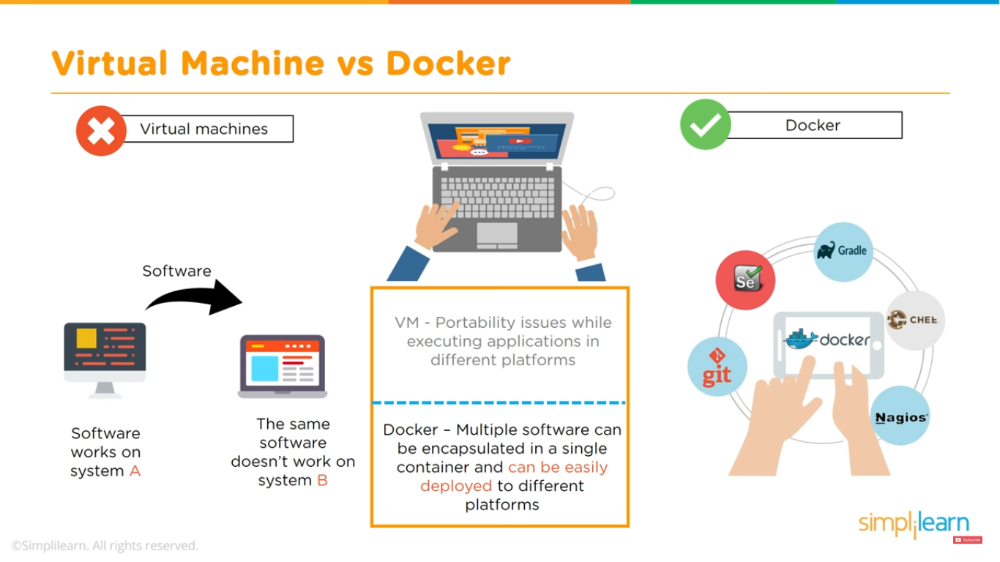 Virtual Machine vs Docker
Virtual machines
Docker
Software
Software
works on
system A
The same
software
doesn't work on
system B
VM - Portability issues while
executing applications in
different platforms
Docker – Multiple software can
be encapsulated in a single
container and can be easily
deployed to different
platforms
Gradle
Se
CHEF
docker
git
Nagios
simplilearn
Subscribe
©Simplilearn. All rights reserved.